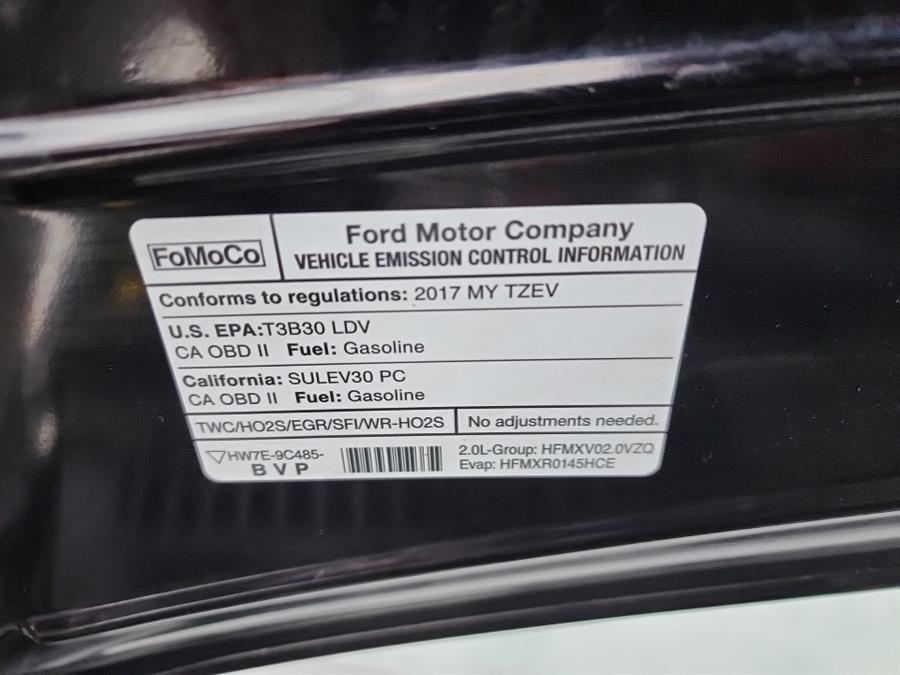 FoMoCo
Ford Motor Company
VEHICLE EMISSION CONTROL INFORMATION
Conforms to regulations: 2017 MY TZEV
U.S. EPA:T3B30 LDV
CA OBD II Fuel: Gasoline
California: SULEV30 PC
CA OBD II Fuel: Gasoline
TWC/HO2S/EGR/SFI/WR-HO2S
No adjustments needed.
HW7E-9C485-
B V P
2.0L-Group: HFMXV02.0VZQ
Evap: HFMXR0145HCE